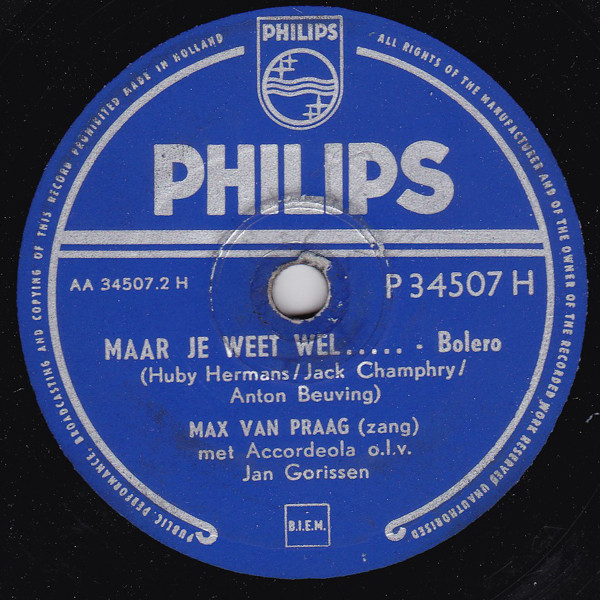 PHILIPS
PHILIPS
AA 34507.2 H
P 34507 H
MAAR JE WEET WEL..... - Bolero
(Huby Hermans/Jack Champhry/
Anton Beuving)
MAX VAN PRAAG (zang)
met Accordeola o.l.v.
Jan Gorissen
B.I.E.M.
ALL RIGHTS OF THE MANUFACTURER AND OF THE OWNER OF THE RECORDED WORK RESERVED UNAUTHORISED
PUBLIC PERFORMANCE, BROADCASTING AND COPYING OF THIS RECORD PROHIBITED MADE IN HOLLAND